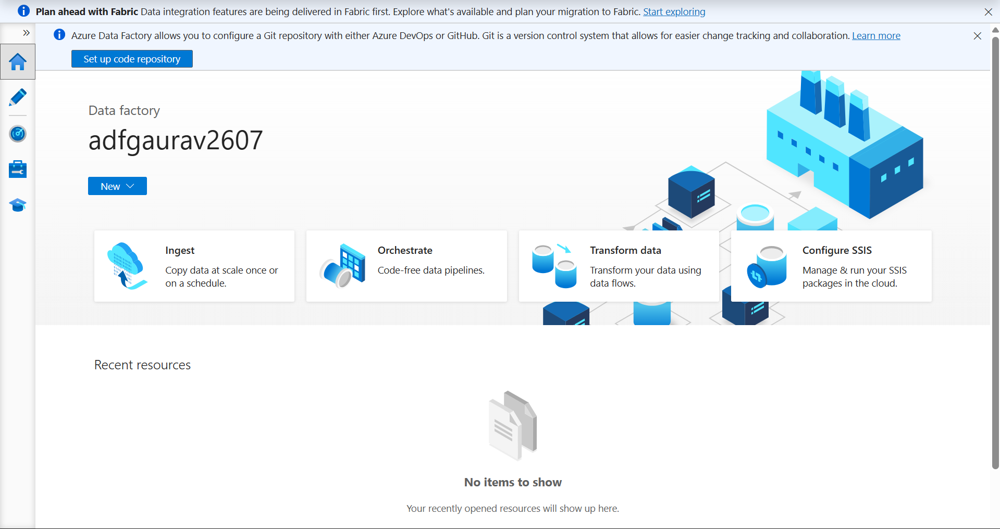 Plan ahead with Fabric Data integration features are being delivered in Fabric first. Explore what's available and plan your migration to Fabric. Start exploring
Azure Data Factory allows you to configure a Git repository with either Azure DevOps or GitHub. Git is a version control system that allows for easier change tracking and collaboration. Learn more
Set up code repository
Data factory
adfgaurav2607
New
Ingest
Copy data at scale once or
on a schedule.
Orchestrate
Code-free data pipelines.
Transform data
Transform your data using
data flows.
Configure SSIS
Manage & run your SSIS
packages in the cloud.
Recent resources
No items to show
Your recently opened resources will show up here.